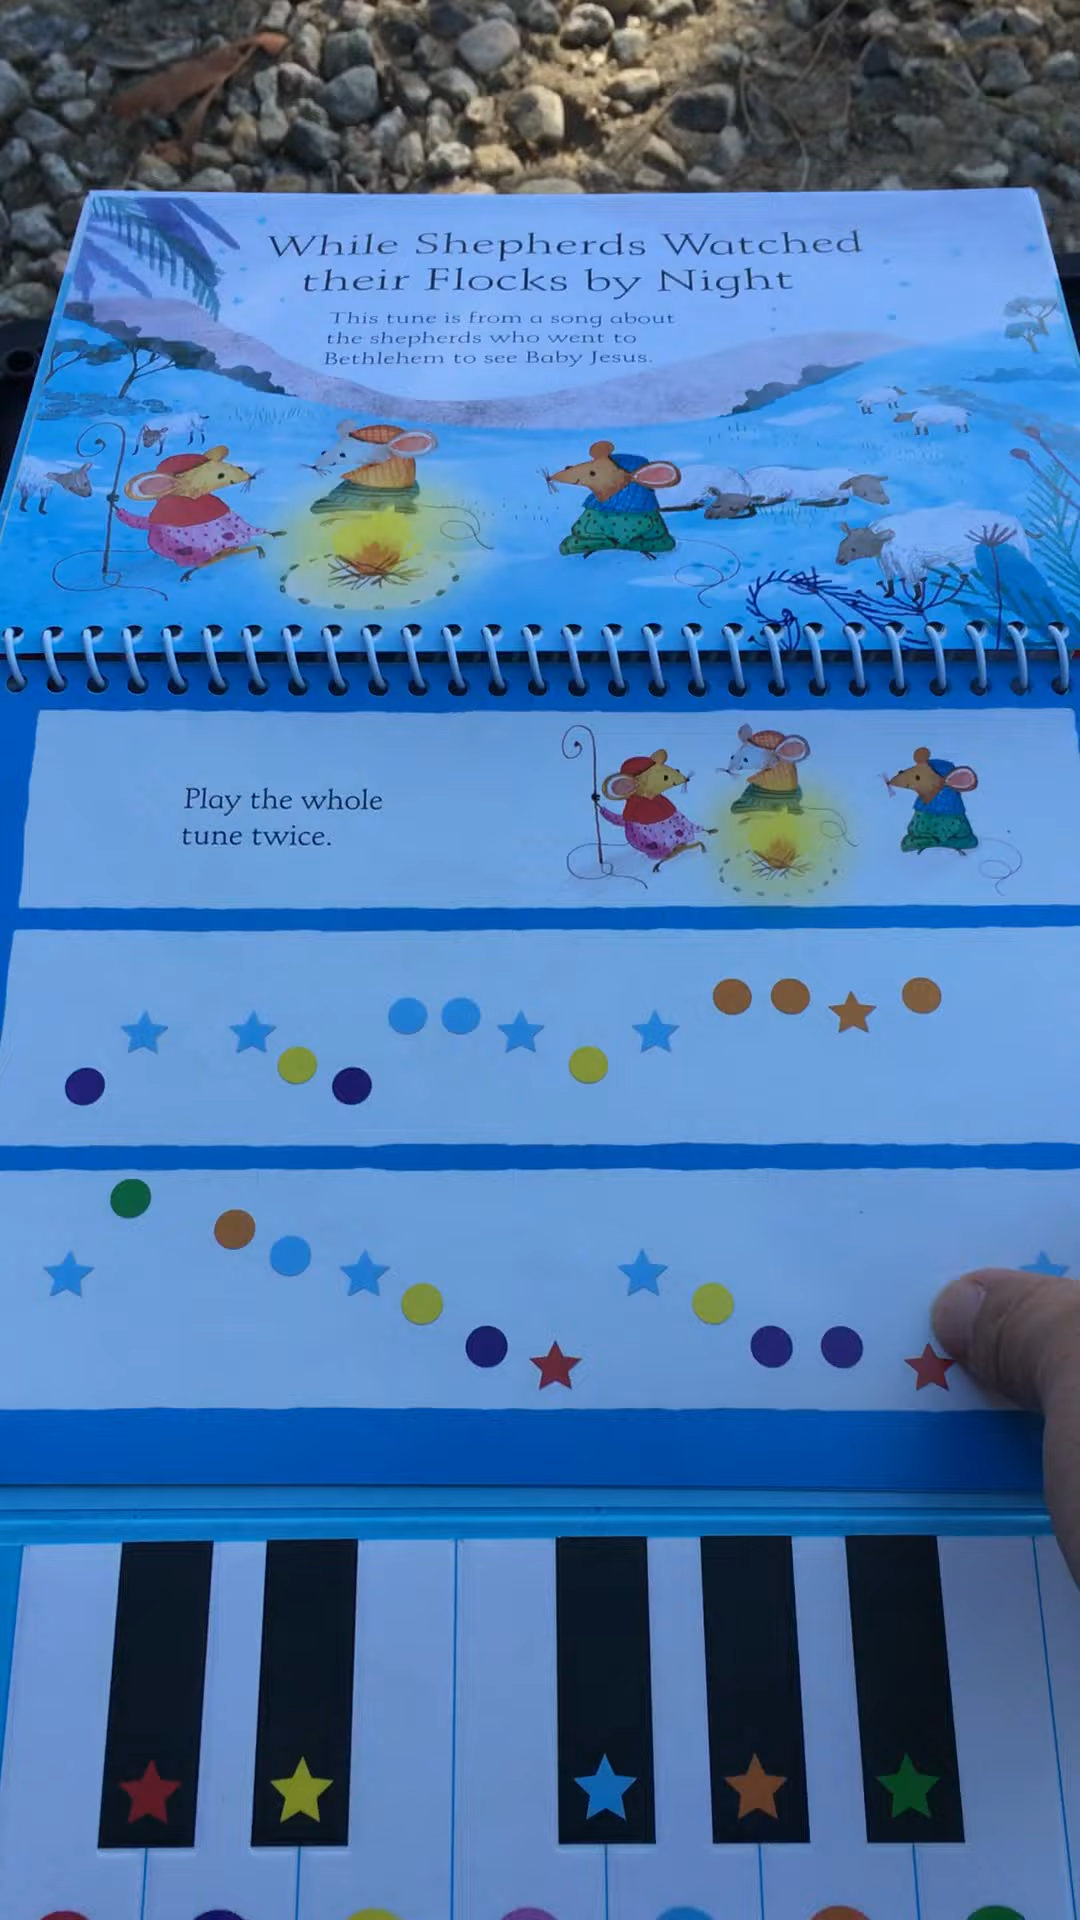 While Shepherds Watched
their Flocks by Night
This tune is from a song about
the shepherds who went to
Bethlehem to see Baby Jesus.
Play the whole
tune twice.